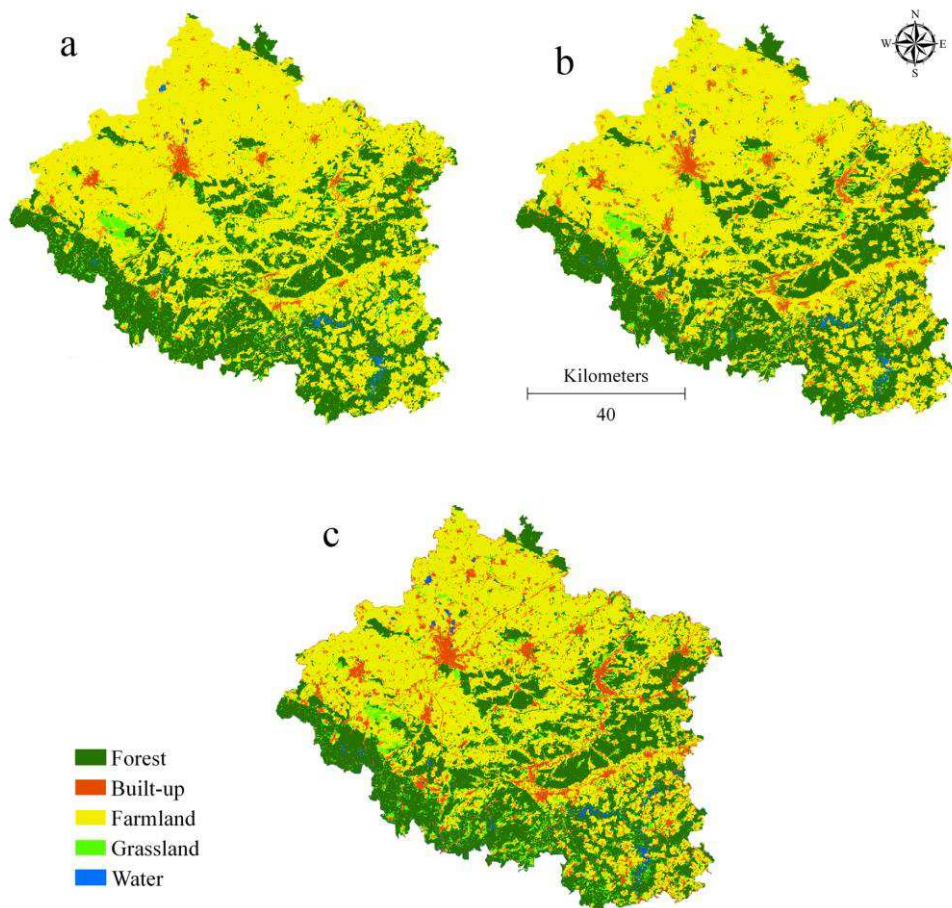 a
b
N
W E
S
Kilometers
40
c
Forest
Built-up
Farmland
Grassland
Water